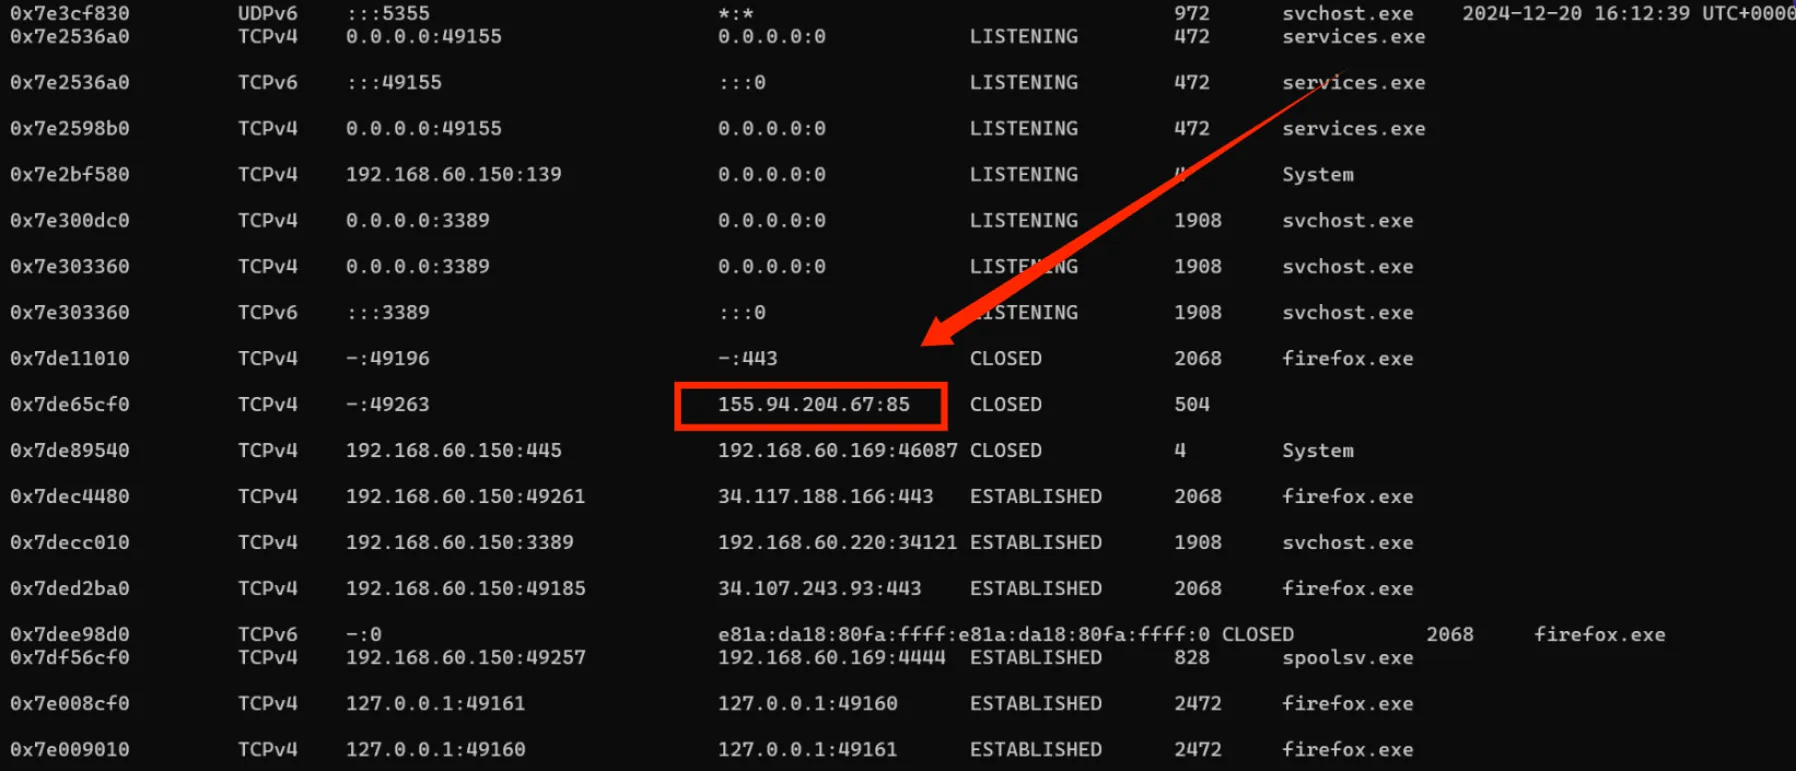 0x7e3cf830 UDPv6 :::5355 *:* 972 svchost.exe 2024-12-20 16:12:39 UTC+0000
0x7e2536a0 TCPv4 0.0.0.0:49155 0.0.0.0:0 LISTENING 472 services.exe
0x7e2536a0 TCPv6 :::49155 :::0 LISTENING 472 services.exe
0x7e2598b0 TCPv4 0.0.0.0:49155 0.0.0.0:0 LISTENING 472 services.exe
0x7e2bf580 TCPv4 192.168.60.150:139 0.0.0.0:0 LISTENING 4 System
0x7e300dc0 TCPv4 0.0.0.0:3389 0.0.0.0:0 LISTENING 1908 svchost.exe
0x7e303360 TCPv4 0.0.0.0:3389 0.0.0.0:0 LISTENING 1908 svchost.exe
0x7e303360 TCPv6 :::3389 :::0 LISTENING 1908 svchost.exe
0x7de11010 TCPv4 -:49196 -:443 CLOSED 2068 firefox.exe
0x7de65cf0 TCPv4 -:49263 155.94.204.67:85 CLOSED 504
0x7de89540 TCPv4 192.168.60.150:445 192.168.60.169:46087 CLOSED 4 System
0x7dec4480 TCPv4 192.168.60.150:49261 34.117.188.166:443 ESTABLISHED 2068 firefox.exe
0x7decc010 TCPv4 192.168.60.150:3389 192.168.60.220:34121 ESTABLISHED 1908 svchost.exe
0x7ded2ba0 TCPv4 192.168.60.150:49185 34.107.243.93:443 ESTABLISHED 2068 firefox.exe
0x7dee98d0 TCPv6 -:0 e81a:da18:80fa:ffff:e81a:da18:80fa:ffff:0 CLOSED 2068 firefox.exe
0x7df56cf0 TCPv4 192.168.60.150:49257 192.168.60.169:4444 ESTABLISHED 828 spoolsv.exe
0x7e008cf0 TCPv4 127.0.0.1:49161 127.0.0.1:49160 ESTABLISHED 2472 firefox.exe
0x7e009010 TCPv4 127.0.0.1:49160 127.0.0.1:49161 ESTABLISHED 2472 firefox.exe